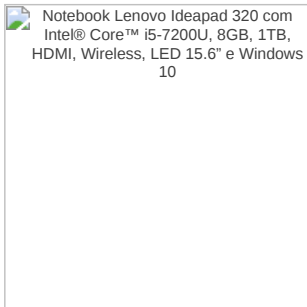 Notebook Lenovo Ideapad 320 com
Intel® Core™ i5-7200U, 8GB, 1TB,
HDMI, Wireless, LED 15.6” e Windows
10